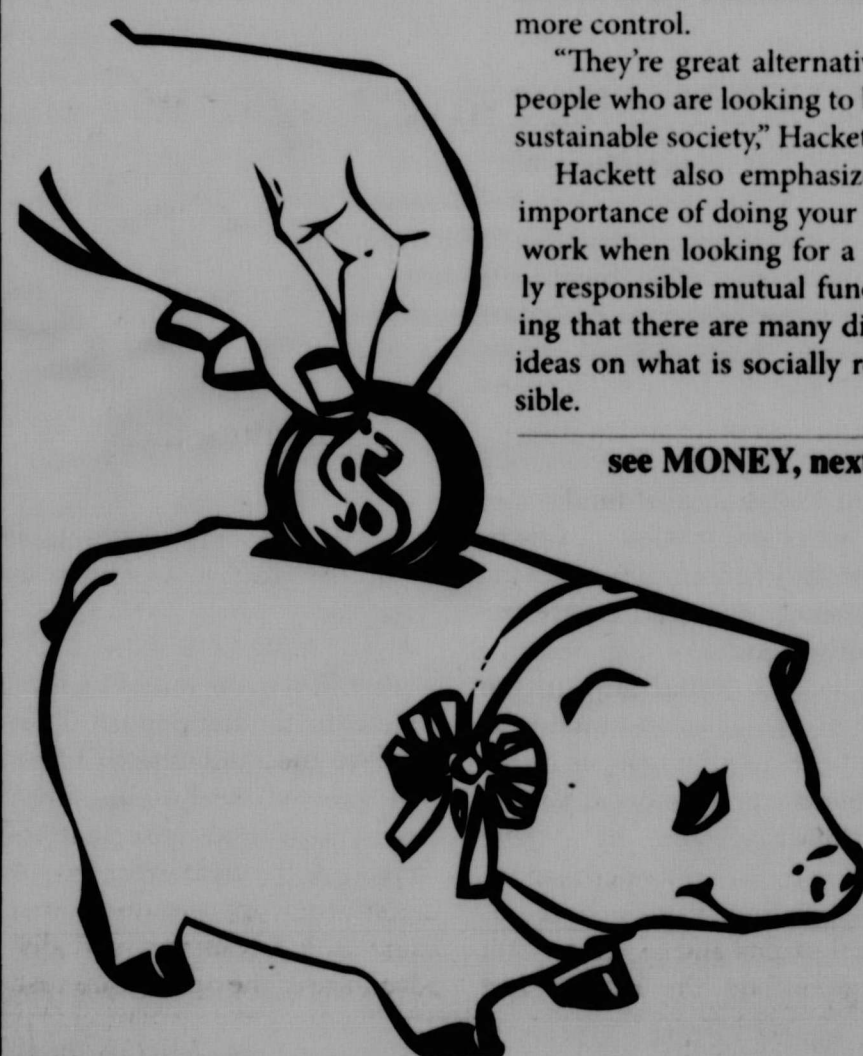 more control.
“They're great alternativ
people who are looking to
sustainable society,” Hacket
Hackett also emphasiz
importance of doing your
work when looking for a
ly responsible mutual fun
ing that there are many di
ideas on what is socially r
sible.
see MONEY, nex
$